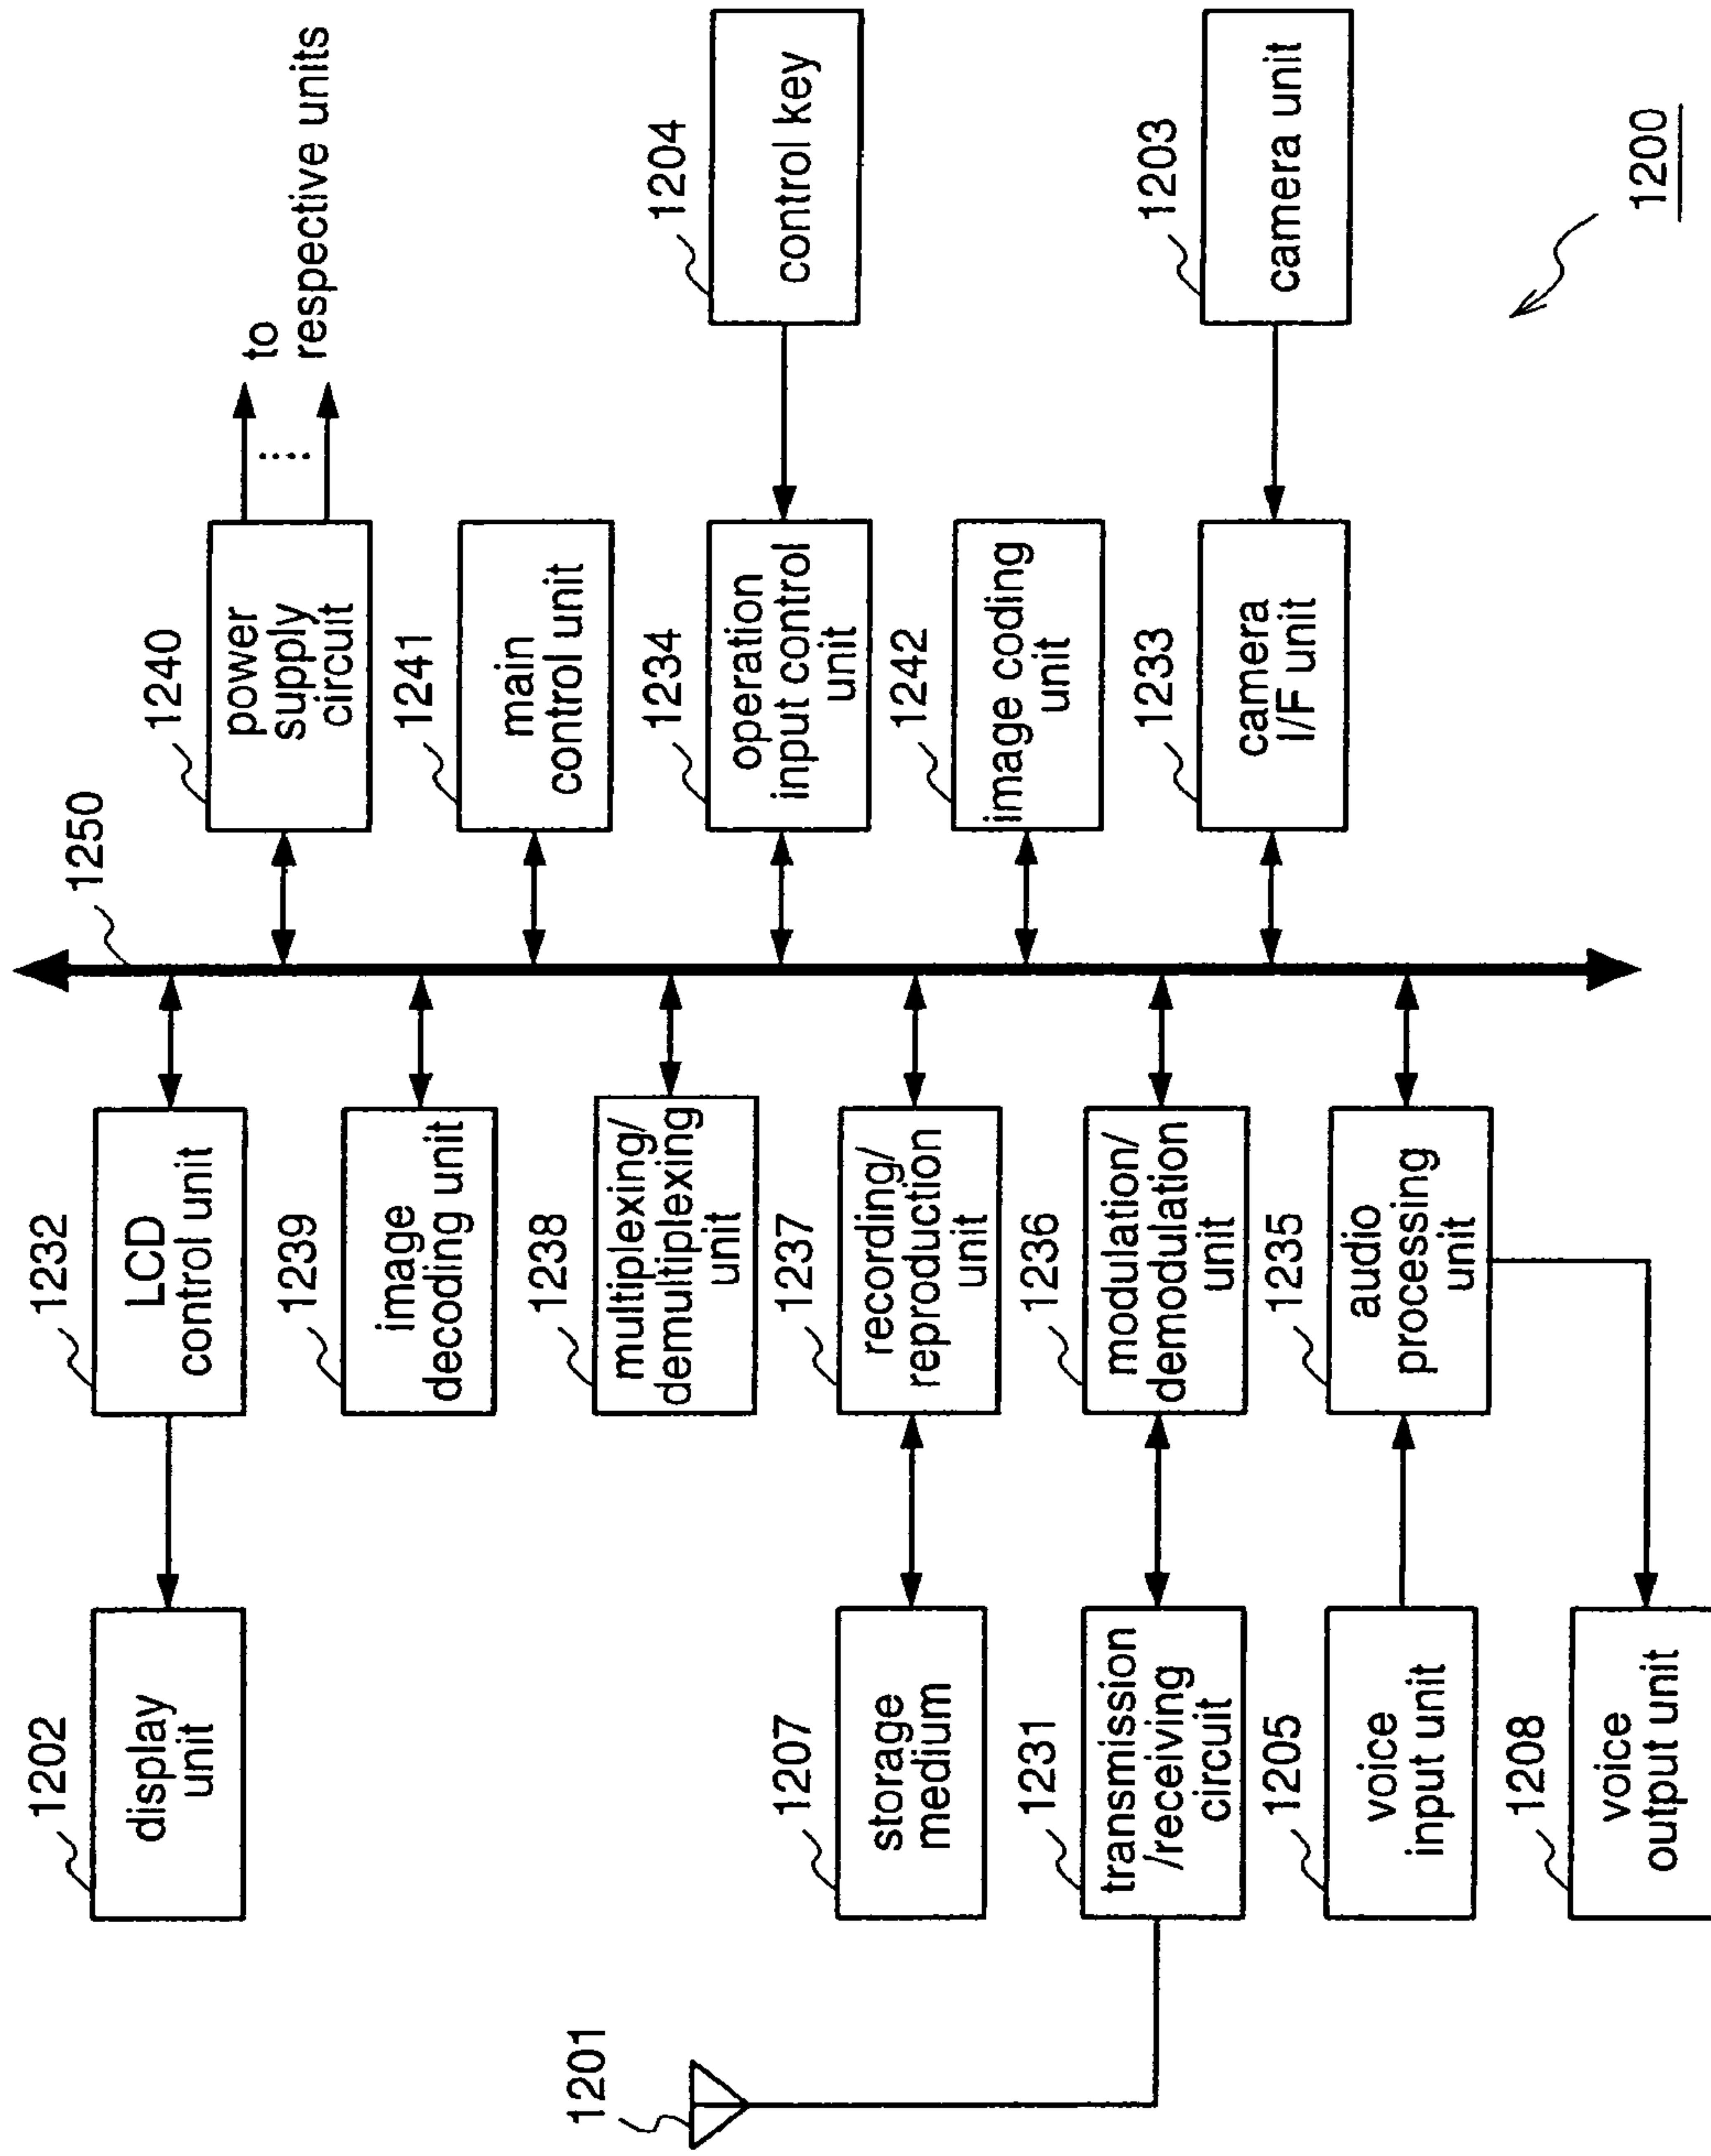 1202
display
unit
1232
LCD
control unit
1250
1240
power
supply
circuit
to
respective units
1239
image
decoding unit
1241
main
control unit
1201
1238
multiplexing/
demultiplexing
unit
1234
operation
input control
unit
1204
control key
1207
storage
medium
1237
recording/
reproduction
unit
1242
image coding
unit
1231
transmission
/receiving
circuit
1236
modulation/
demodulation
unit
1233
camera
I/F unit
1203
camera unit
1205
voice
input unit
1235
audio
processing
unit
1208
voice
output unit
1200